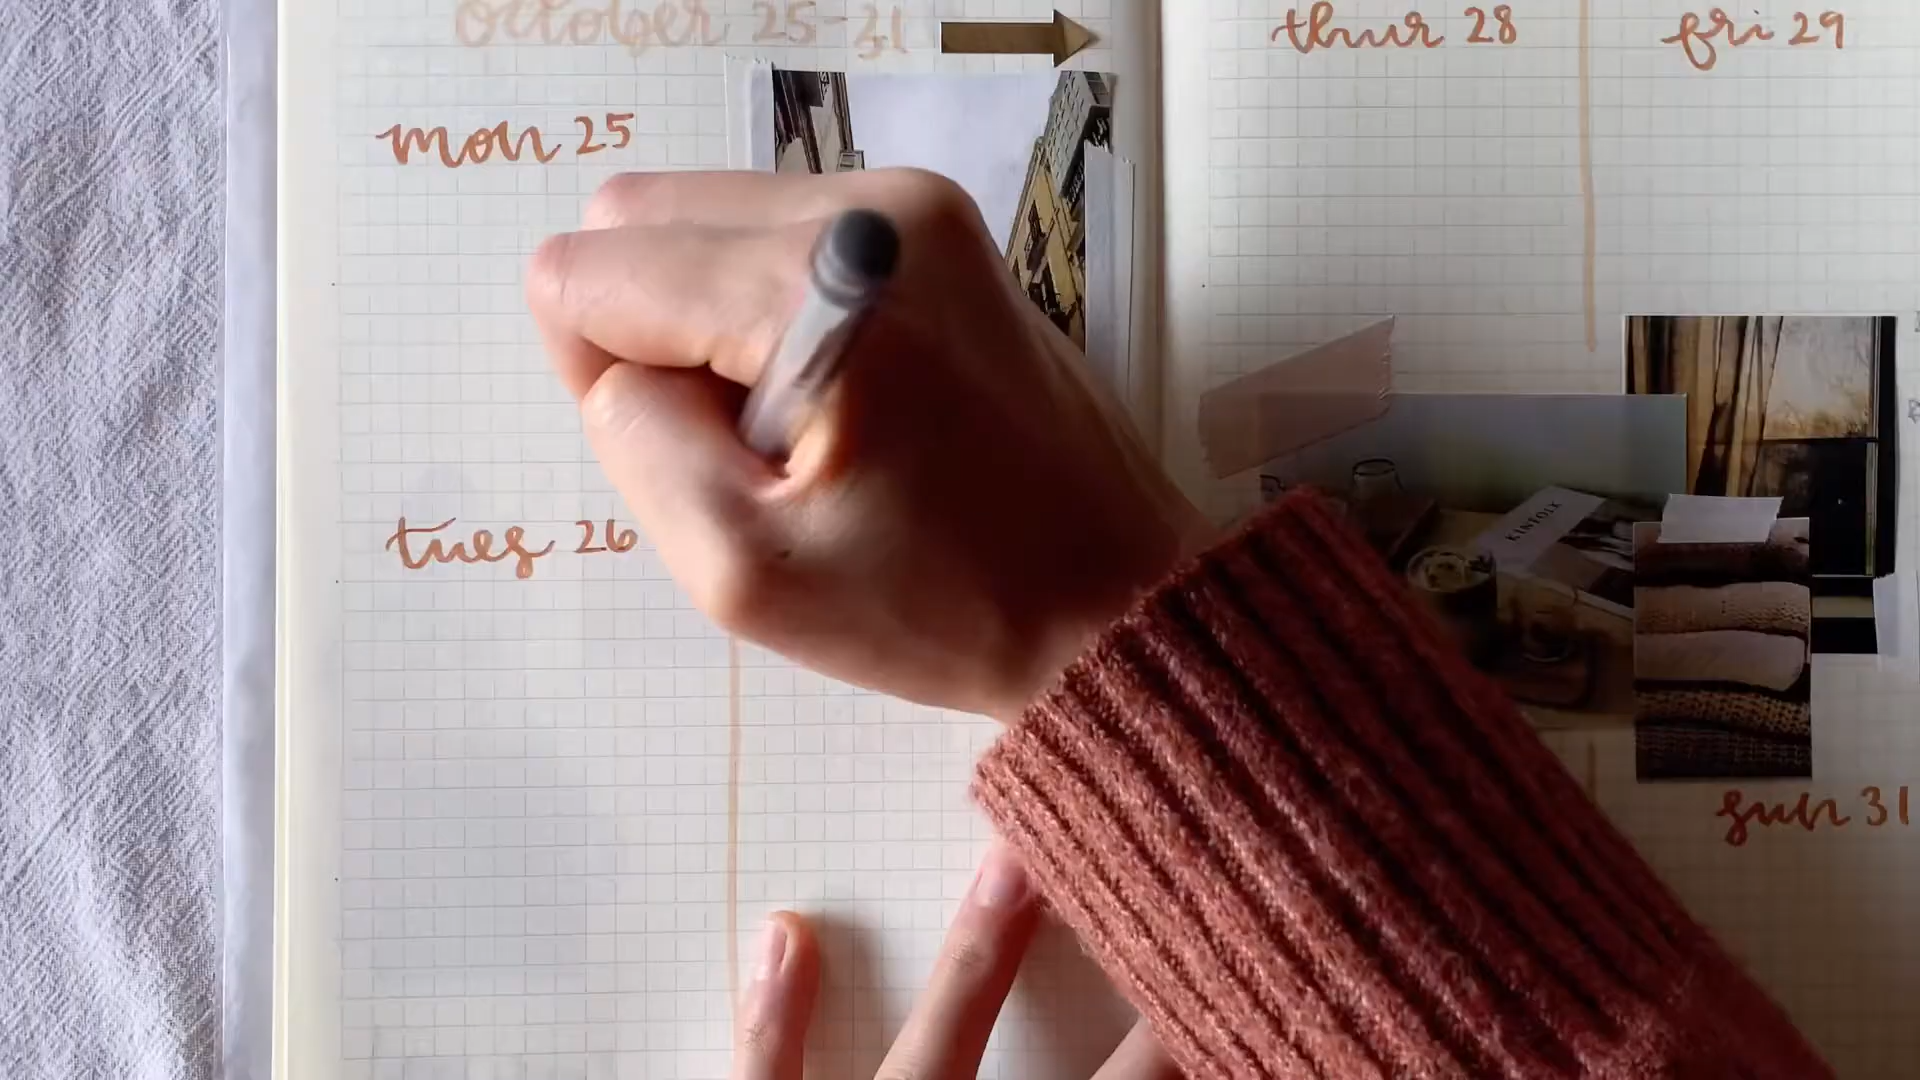 october 25-31
mon 25
tues 26
thur 28
fri 29
KINFOLK
sun 31